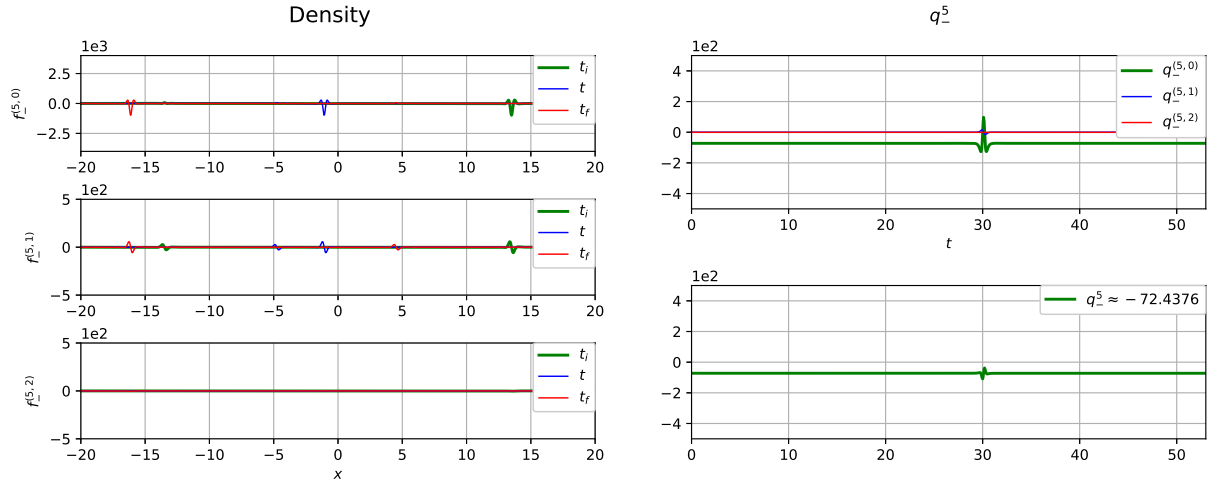 Density
1e3
f_-^{(5,0)}
2.5
0.0
−2.5
t_i
t
t_f
−20 −15 −10 −5 0 5 10 15 20
1e2
f_-^{(5,1)}
5
0
−5
t_i
t
t_f
−20 −15 −10 −5 0 5 10 15 20
1e2
f_-^{(5,2)}
5
0
−5
t_i
t
t_f
−20 −15 −10 −5 0 5 10 15 20
x
q_-^5
1e2
4
2
0
−2
−4
q_-^{(5,0)}
q_-^{(5,1)}
q_-^{(5,2)}
0 10 20 30 40 50
t
1e2
4
2
0
−2
−4
q_-^5 ≈ −72.4376
0 10 20 30 40 50